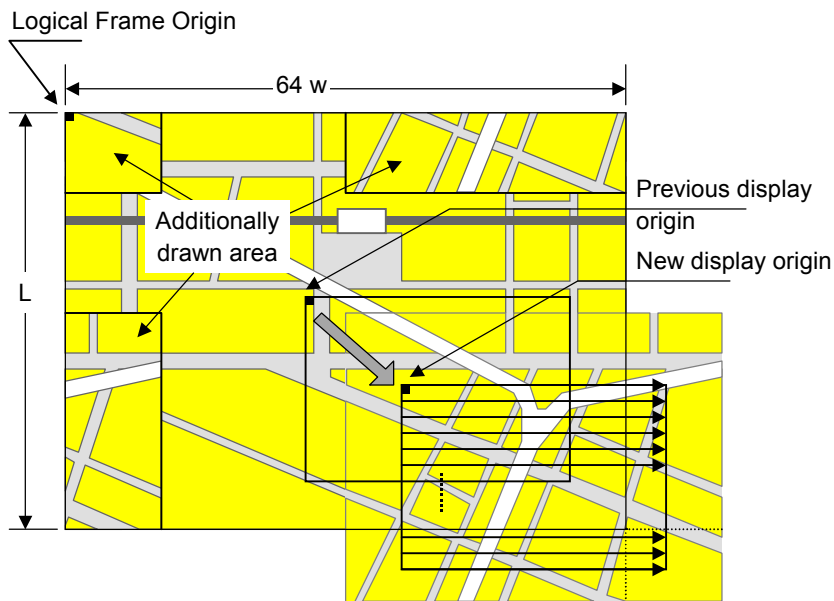 Logical Frame Origin
64 w
Previous display
origin
Additionally
drawn area
New display origin
L